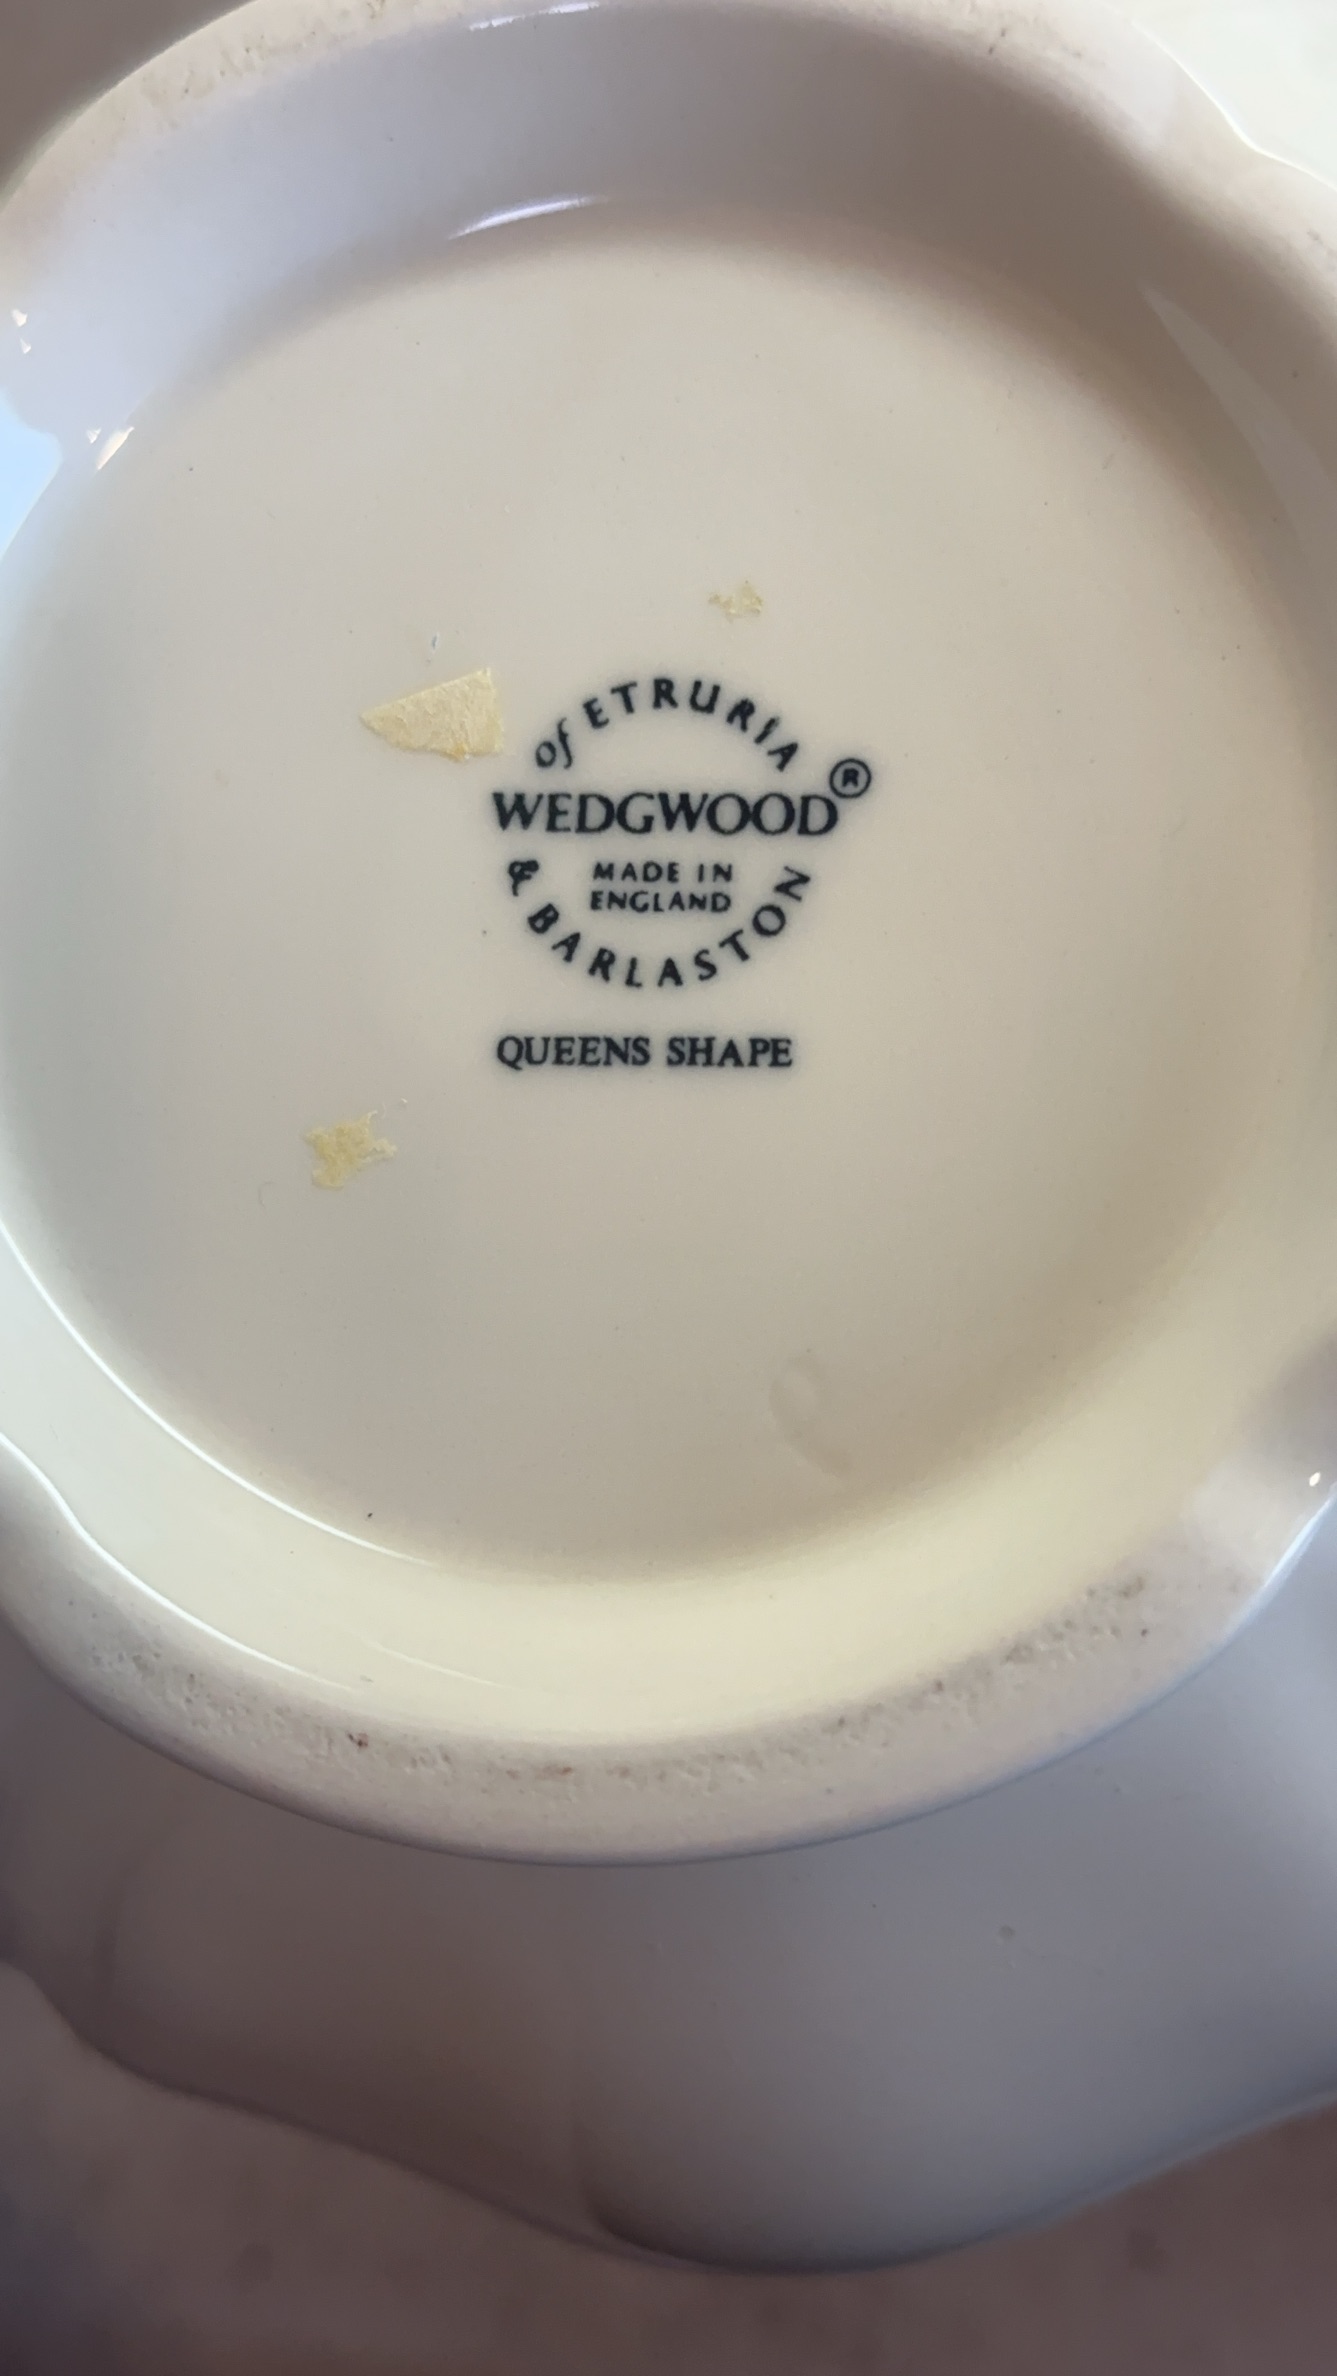 of ETRURIA
WEDGWOOD®
MADE IN
ENGLAND
& BARLASTON
QUEENS SHAPE